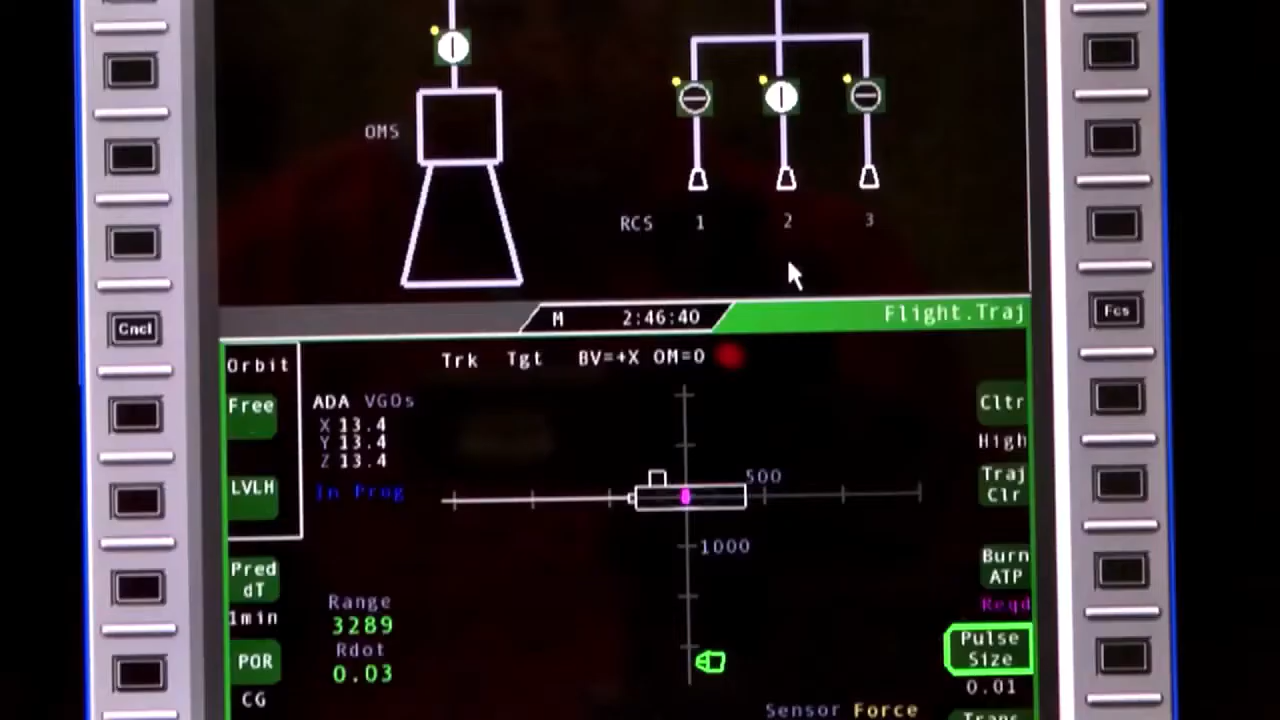 OMS
RCS 1 2 3
Cncl
M 2:46:40 Flight.Traj
Fcs
Orbit
Trk Tgt BV=+X OM=0
Free
ADA VGOs
X 13.4
Y 13.4
Z 13.4
In Prog
Cltr
High
LVLH
500
Traj
Clr
1000
Pred
dT
1min
Burn
ATP
Reqd
Range
3289
Rdot
0.03
POR
CG
Pulse
Size
0.01
Sensor Force
Trans